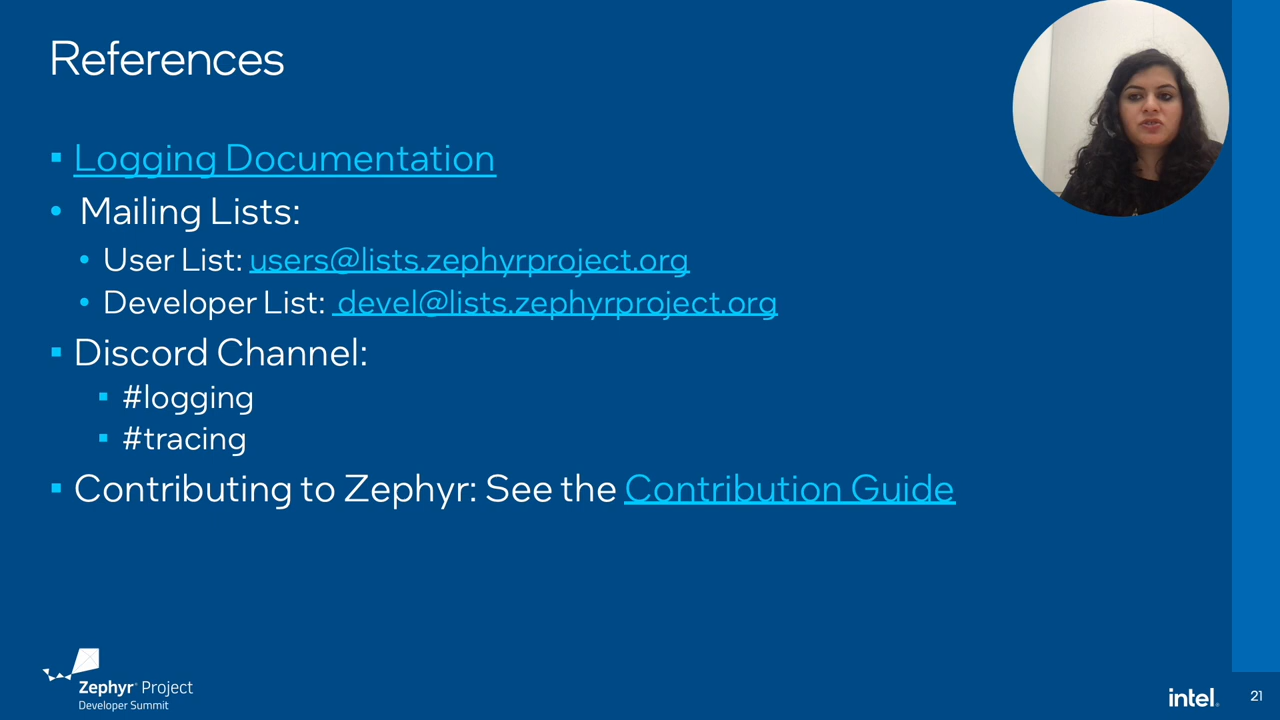 References
Logging Documentation
Mailing Lists:
User List: users@lists.zephyrproject.org
Developer List: devel@lists.zephyrproject.org
Discord Channel:
#logging
#tracing
Contributing to Zephyr: See the Contribution Guide
Zephyr® Project
Developer Summit
intel.
21